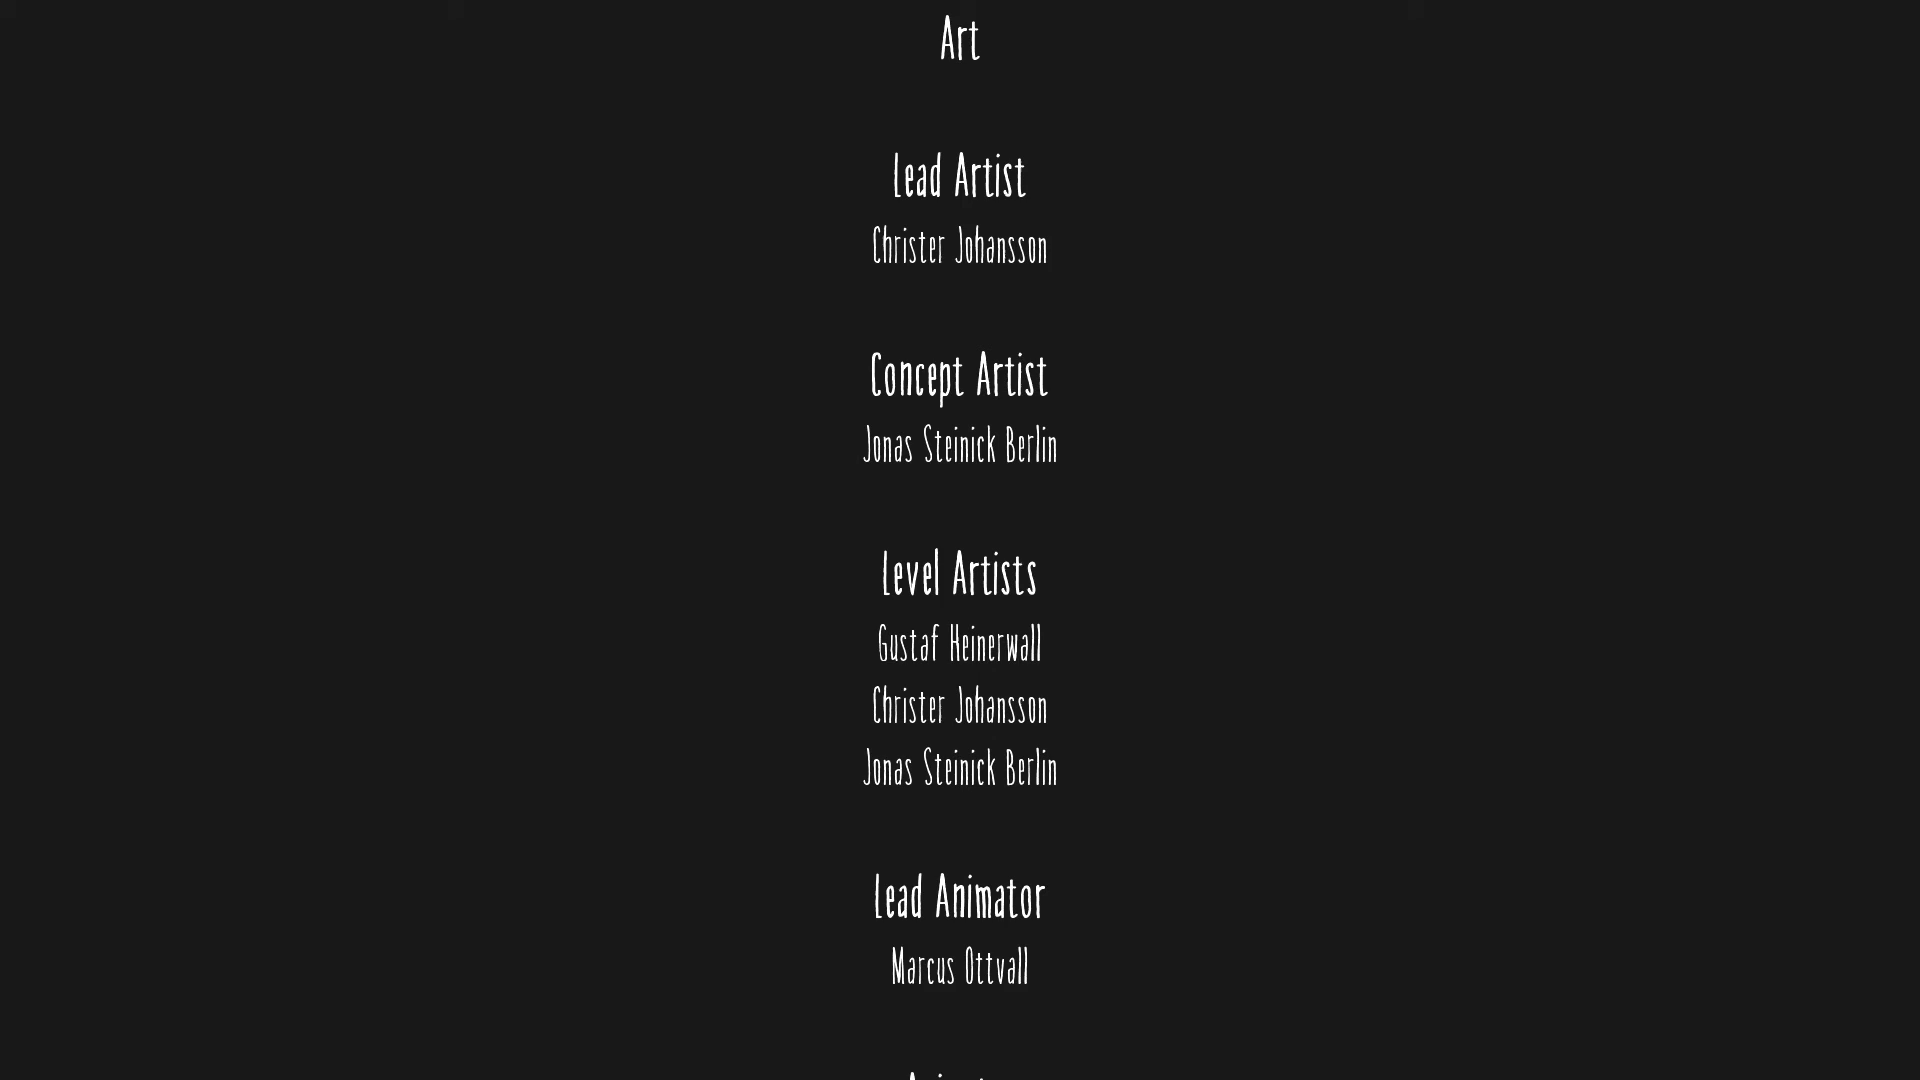 Art
Lead Artist
Christer Johansson
Concept Artist
Jonas Steinick Berlin
Level Artists
Gustaf Heinerwall
Christer Johansson
Jonas Steinick Berlin
Lead Animator
Marcus Ottvall